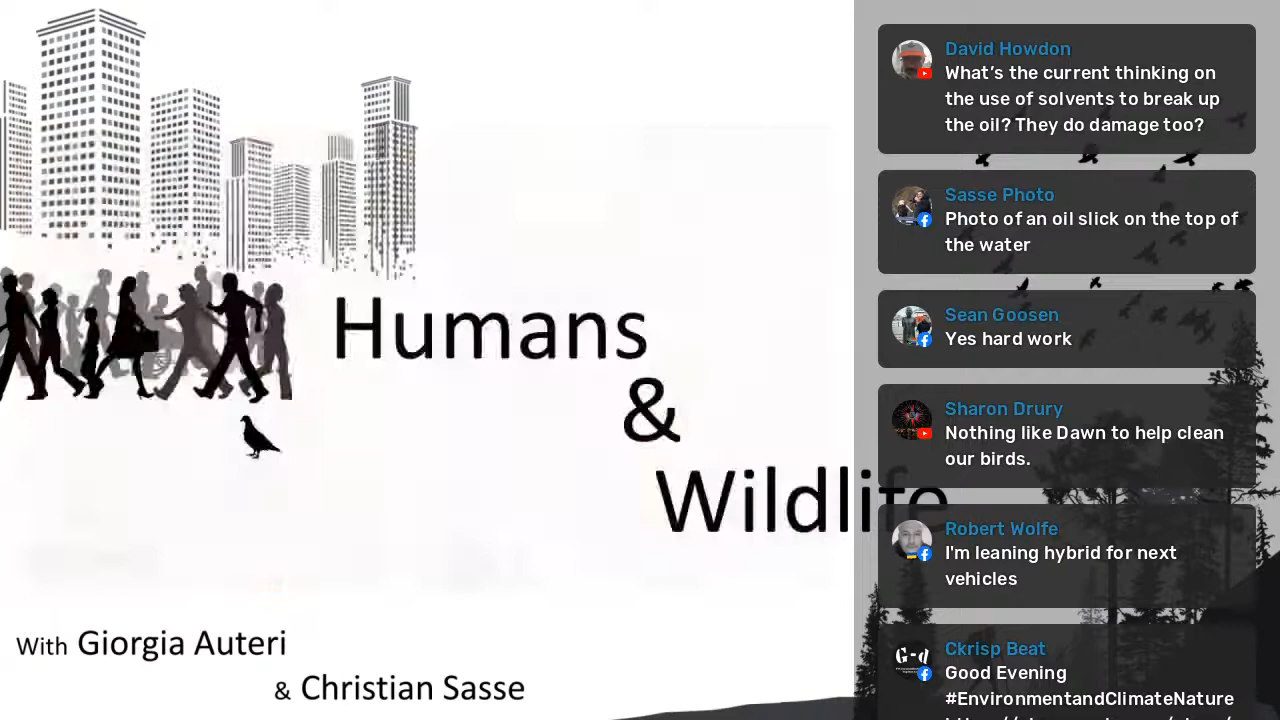 Humans
&
Wildlife
With Giorgia Auteri
& Christian Sasse
David Howdon
What’s the current thinking on
the use of solvents to break up
the oil? They do damage too?
Sasse Photo
Photo of an oil slick on the top of
the water
Sean Goosen
Yes hard work
Sharon Drury
Nothing like Dawn to help clean
our birds.
Robert Wolfe
I'm leaning hybrid for next
vehicles
Ckrisp Beat
G-d
Good Evening
#EnvironmentandClimateNature